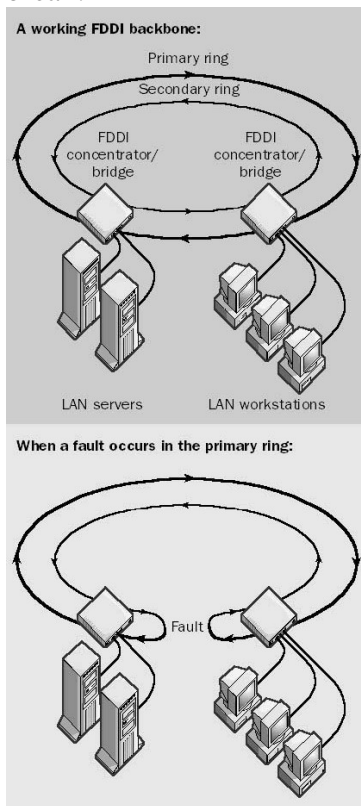 A working FDDI backbone:
Primary ring
Secondary ring
FDDI
concentrator/
bridge
FDDI
concentrator/
bridge
LAN servers
LAN workstations
When a fault occurs in the primary ring:
Fault